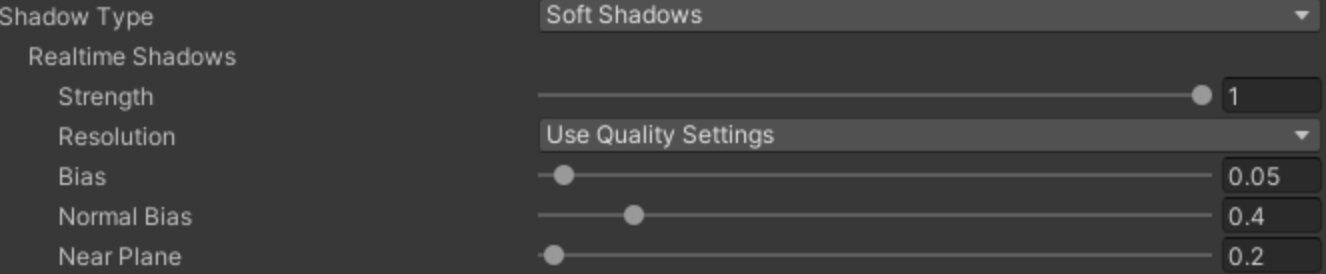 Shadow Type Soft Shadows
Realtime Shadows
Strength 1
Resolution Use Quality Settings
Bias 0.05
Normal Bias 0.4
Near Plane 0.2